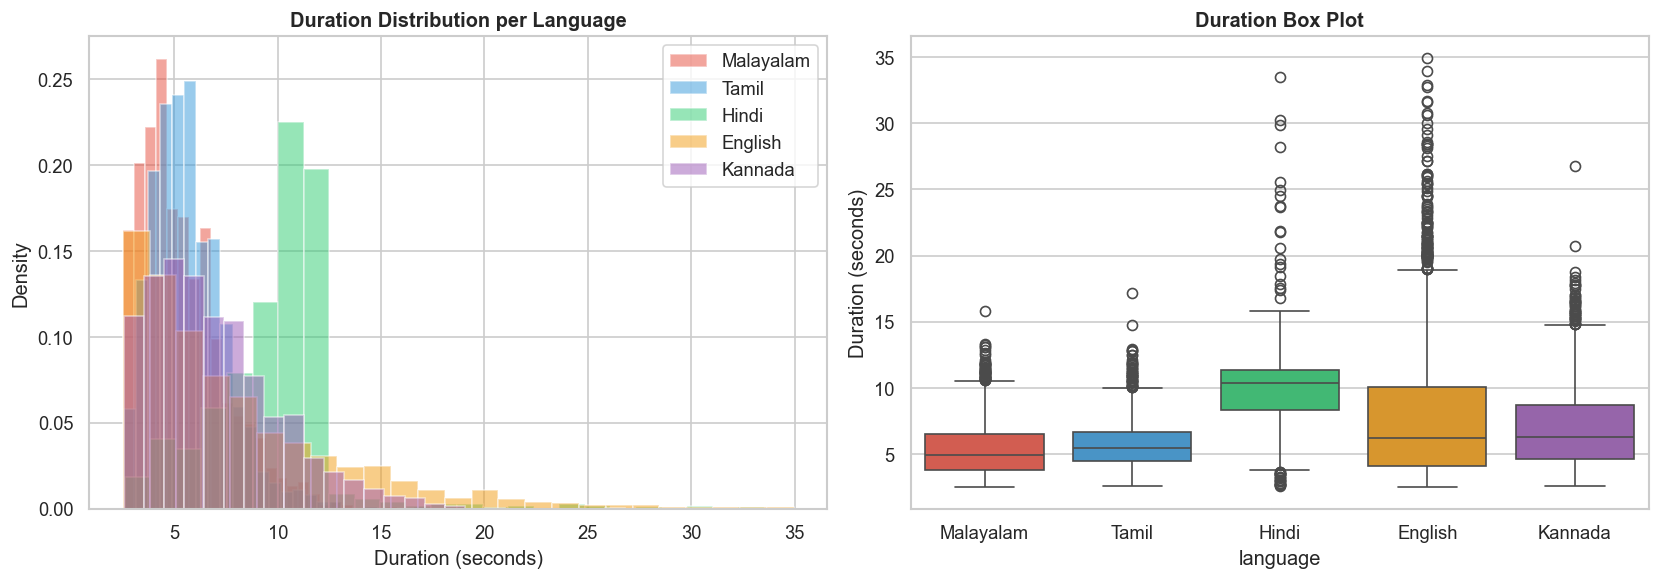 Duration Distribution per Language
Density
0.25
0.20
0.15
0.10
0.05
0.00
5
10
15
20
25
30
35
Duration (seconds)
Malayalam
Tamil
Hindi
English
Kannada
Duration Box Plot
Duration (seconds)
35
30
25
20
15
10
5
Malayalam
Tamil
Hindi
English
Kannada
language